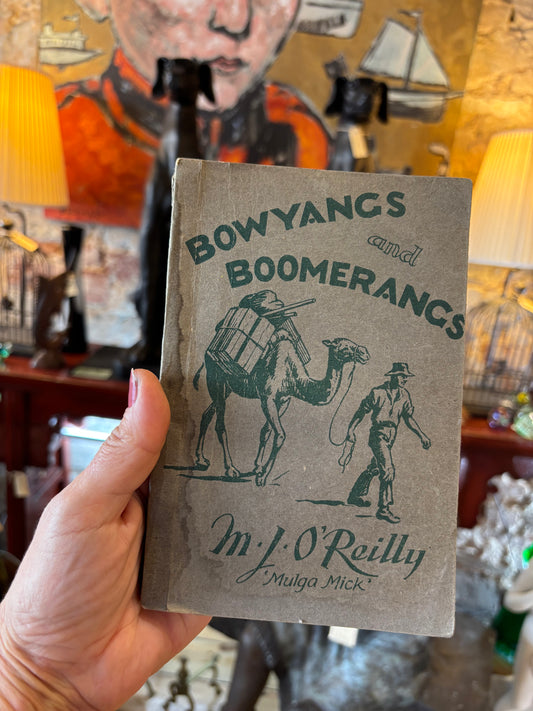 BOWYANGS
and
BOOMERANGS
M. J. O'Reilly
'Mulga Mick'